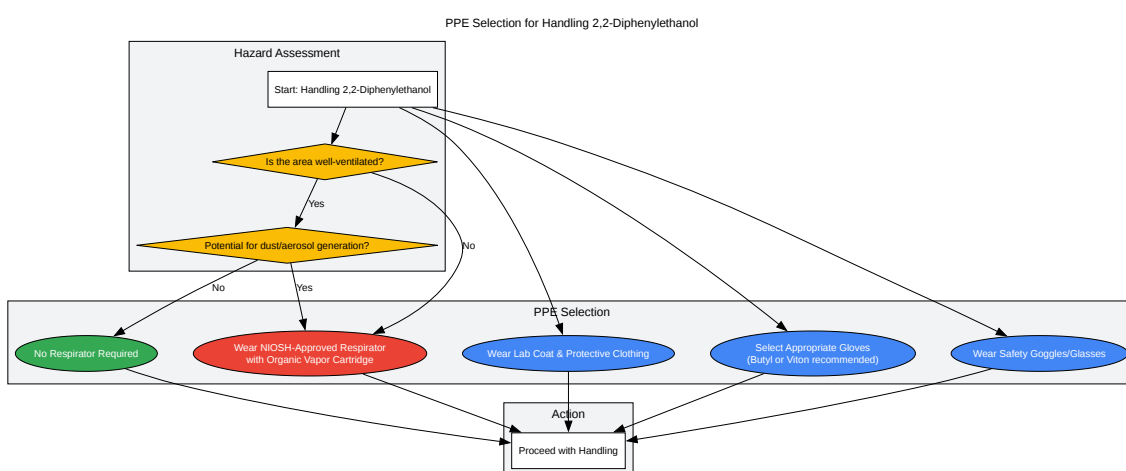 PPE Selection for Handling 2,2-Diphenylethanol
Hazard Assessment
Start: Handling 2,2-Diphenylethanol
Is the area well-ventilated?
Yes
No
Potential for dust/aerosol generation?
No
Yes
PPE Selection
No Respirator Required
Wear NIOSH-Approved Respirator
with Organic Vapor Cartridge
Wear Lab Coat & Protective Clothing
Select Appropriate Gloves
(Butyl or Viton recommended)
Wear Safety Goggles/Glasses
Action
Proceed with Handling